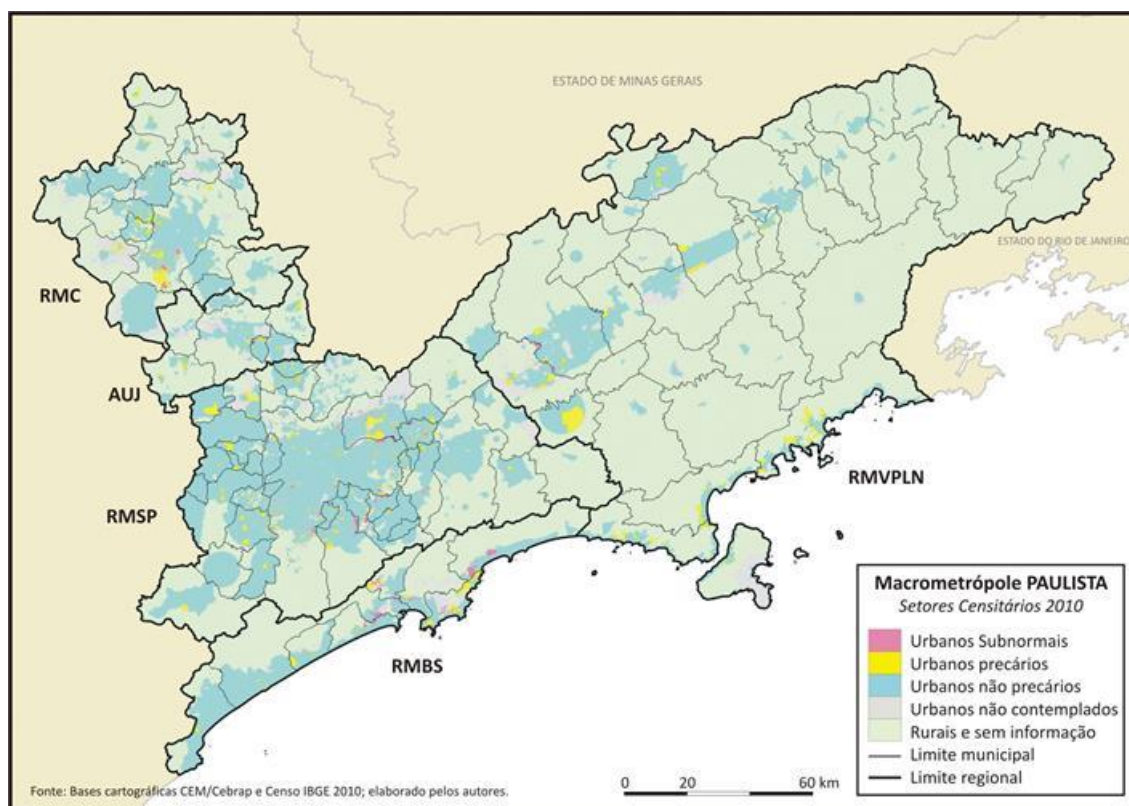 ESTADO DE MINAS GERAIS
ESTADO DO RIO DE JANEIRO
RMC
AUJ
RMSP
RMVPLN
RMBS
Macrometrópole PAULISTA
Setores Censitários 2010
Urbanos Subnormais
Urbanos precários
Urbanos não precários
Urbanos não contemplados
Rurais e sem informação
Limite municipal
Limite regional
Fonte: Bases cartográficas CEM/Cebrap e Censo IBGE 2010; elaborado pelos autores.
0 20 40 60 km